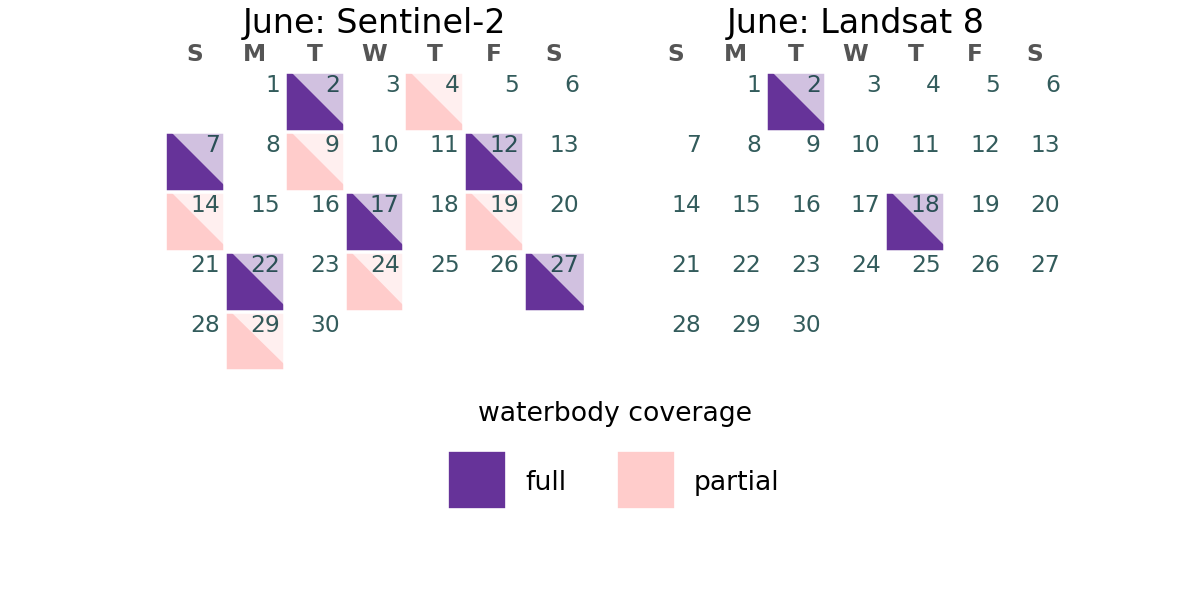 June: Sentinel-2
S M T W T F S
1 2 3 4 5 6
7 8 9 10 11 12 13
14 15 16 17 18 19 20
21 22 23 24 25 26 27
28 29 30
June: Landsat 8
S M T W T F S
1 2 3 4 5 6
7 8 9 10 11 12 13
14 15 16 17 18 19 20
21 22 23 24 25 26 27
28 29 30
waterbody coverage
full partial